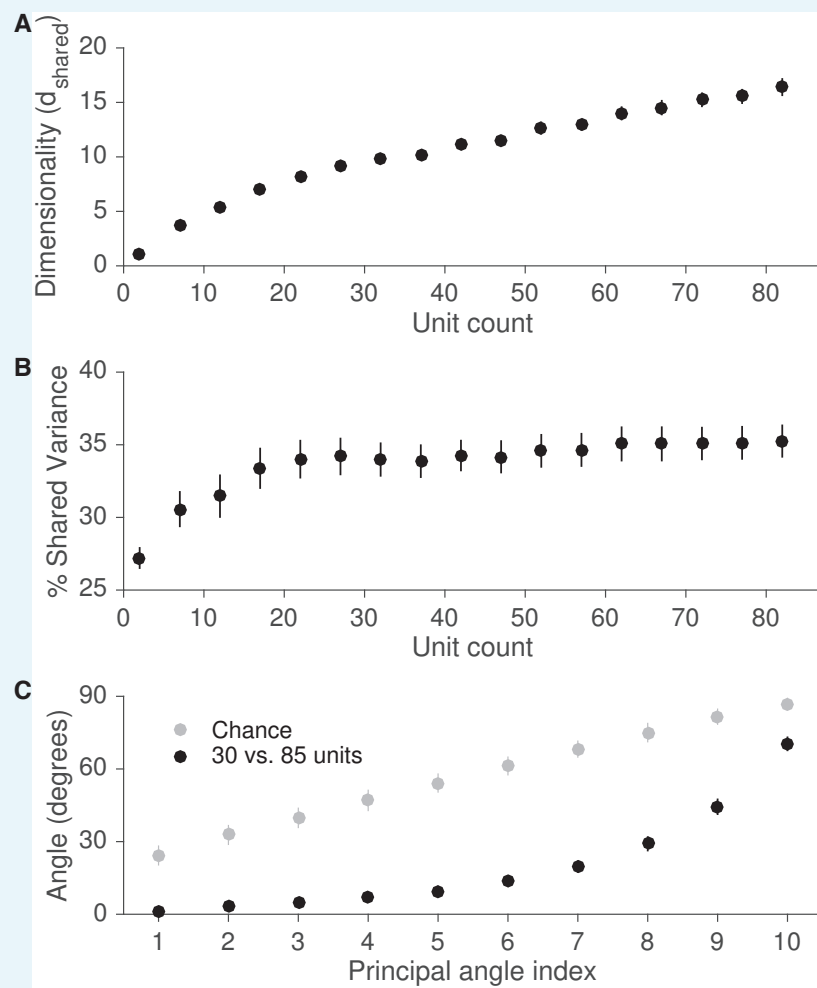 A
Dimensionality (d_shared)
20
15
10
5
0
0 10 20 30 40 50 60 70 80
Unit count
B
% Shared Variance
40
35
30
25
0 10 20 30 40 50 60 70 80
Unit count
C
Angle (degrees)
90
60
30
0
Chance
30 vs. 85 units
1 2 3 4 5 6 7 8 9 10
Principal angle index